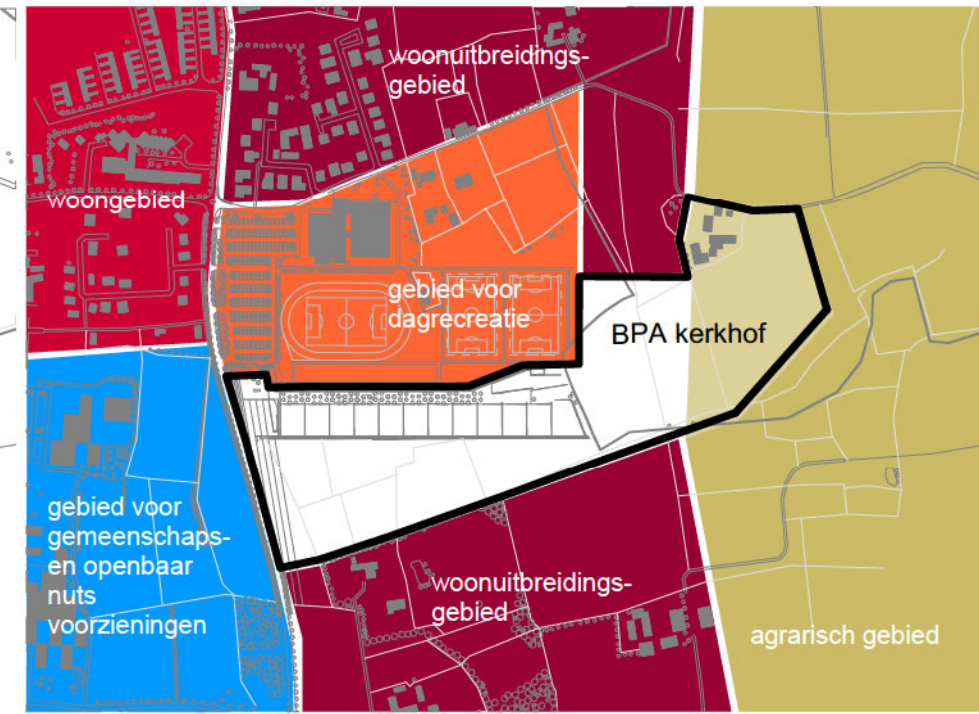 woonuitbreidings-
gebied
woongebied
gebied voor
dagrecreatie
BPA kerkhof
gebied voor
gemeenschaps-
en openbaar
nuts
voorzieningen
woonuitbreidings-
gebied
agrarisch gebied